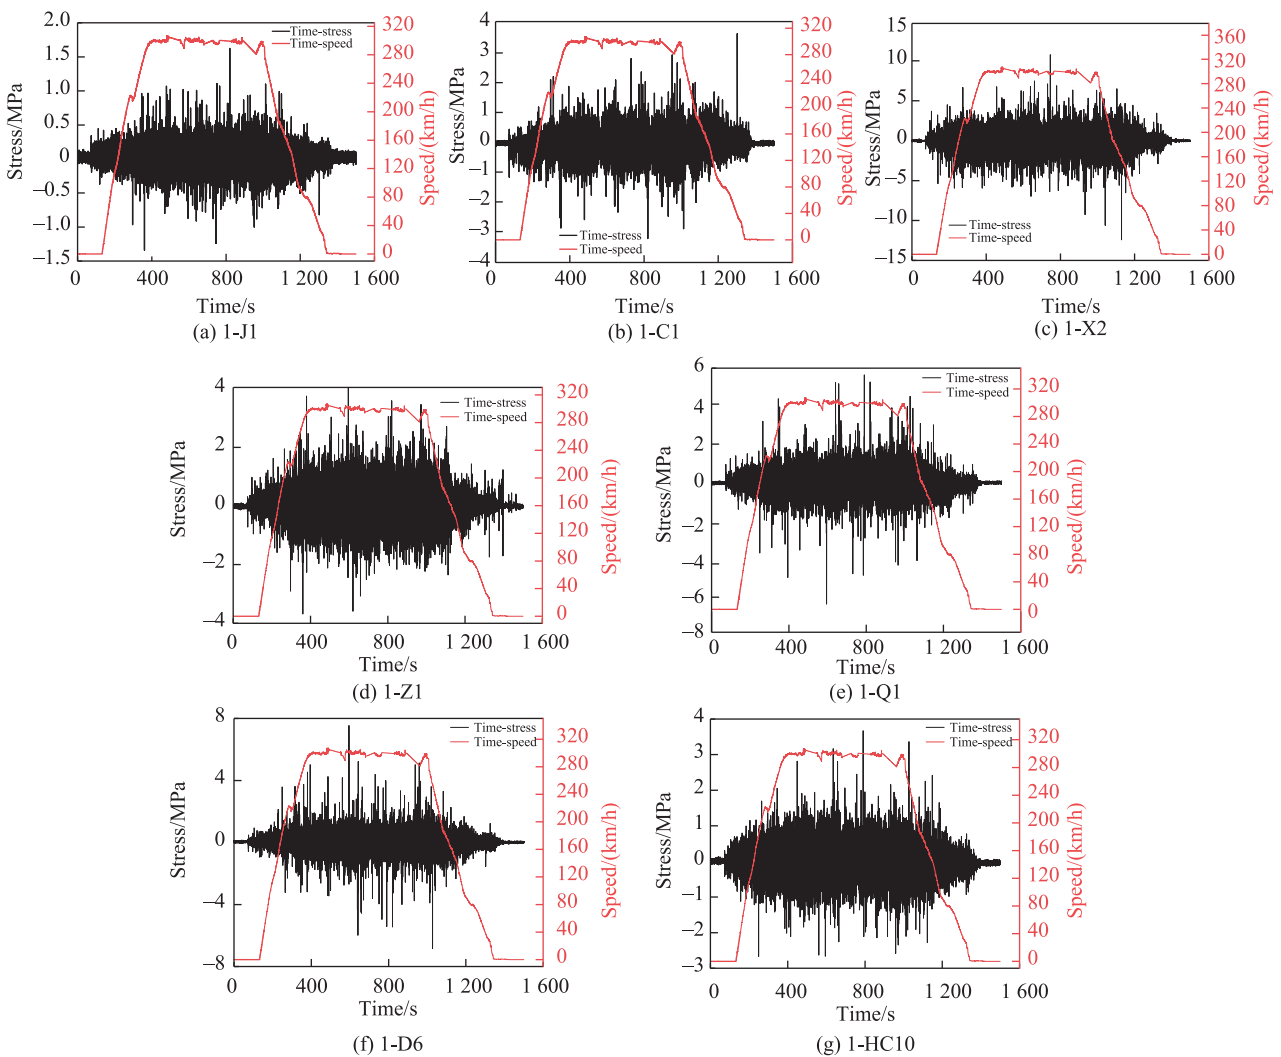 2.0
1.5
1.0
0.5
0
–0.5
–1.0
–1.5
Stress/MPa
Time-stress
Time-speed
320
280
240
200
160
120
80
40
0
Speed/(km/h)
0 400 800 1 200 1 600
Time/s
(a) 1-J1
4
3
2
1
0
–1
–2
–3
–4
Stress/MPa
Time-stress
Time-speed
320
280
240
200
160
120
80
40
0
Speed/(km/h)
0 400 800 1 200 1 600
Time/s
(b) 1-C1
15
10
5
0
–5
–10
–15
Stress/MPa
Time-stress
Time-speed
360
320
280
240
200
160
120
80
40
0
Speed/(km/h)
0 400 800 1 200 1 600
Time/s
(c) 1-X2
4
2
0
–2
–4
Stress/MPa
Time-stress
Time-speed
320
280
240
200
160
120
80
40
0
Speed/(km/h)
0 400 800 1 200 1 600
Time/s
(d) 1-Z1
6
4
2
0
–2
–4
–6
–8
Stress/MPa
Time-stress
Time-speed
320
280
240
200
160
120
80
40
0
Speed/(km/h)
0 400 800 1 200 1 600
Time/s
(e) 1-Q1
8
4
0
–4
–8
Stress/MPa
Time-stress
Time-speed
320
280
240
200
160
120
80
40
0
Speed/(km/h)
0 400 800 1 200 1 600
Time/s
(f) 1-D6
4
3
2
1
0
–1
–2
–3
Stress/MPa
Time-stress
Time-speed
320
280
240
200
160
120
80
40
0
Speed/(km/h)
0 400 800 1 200 1 600
Time/s
(g) 1-HC10